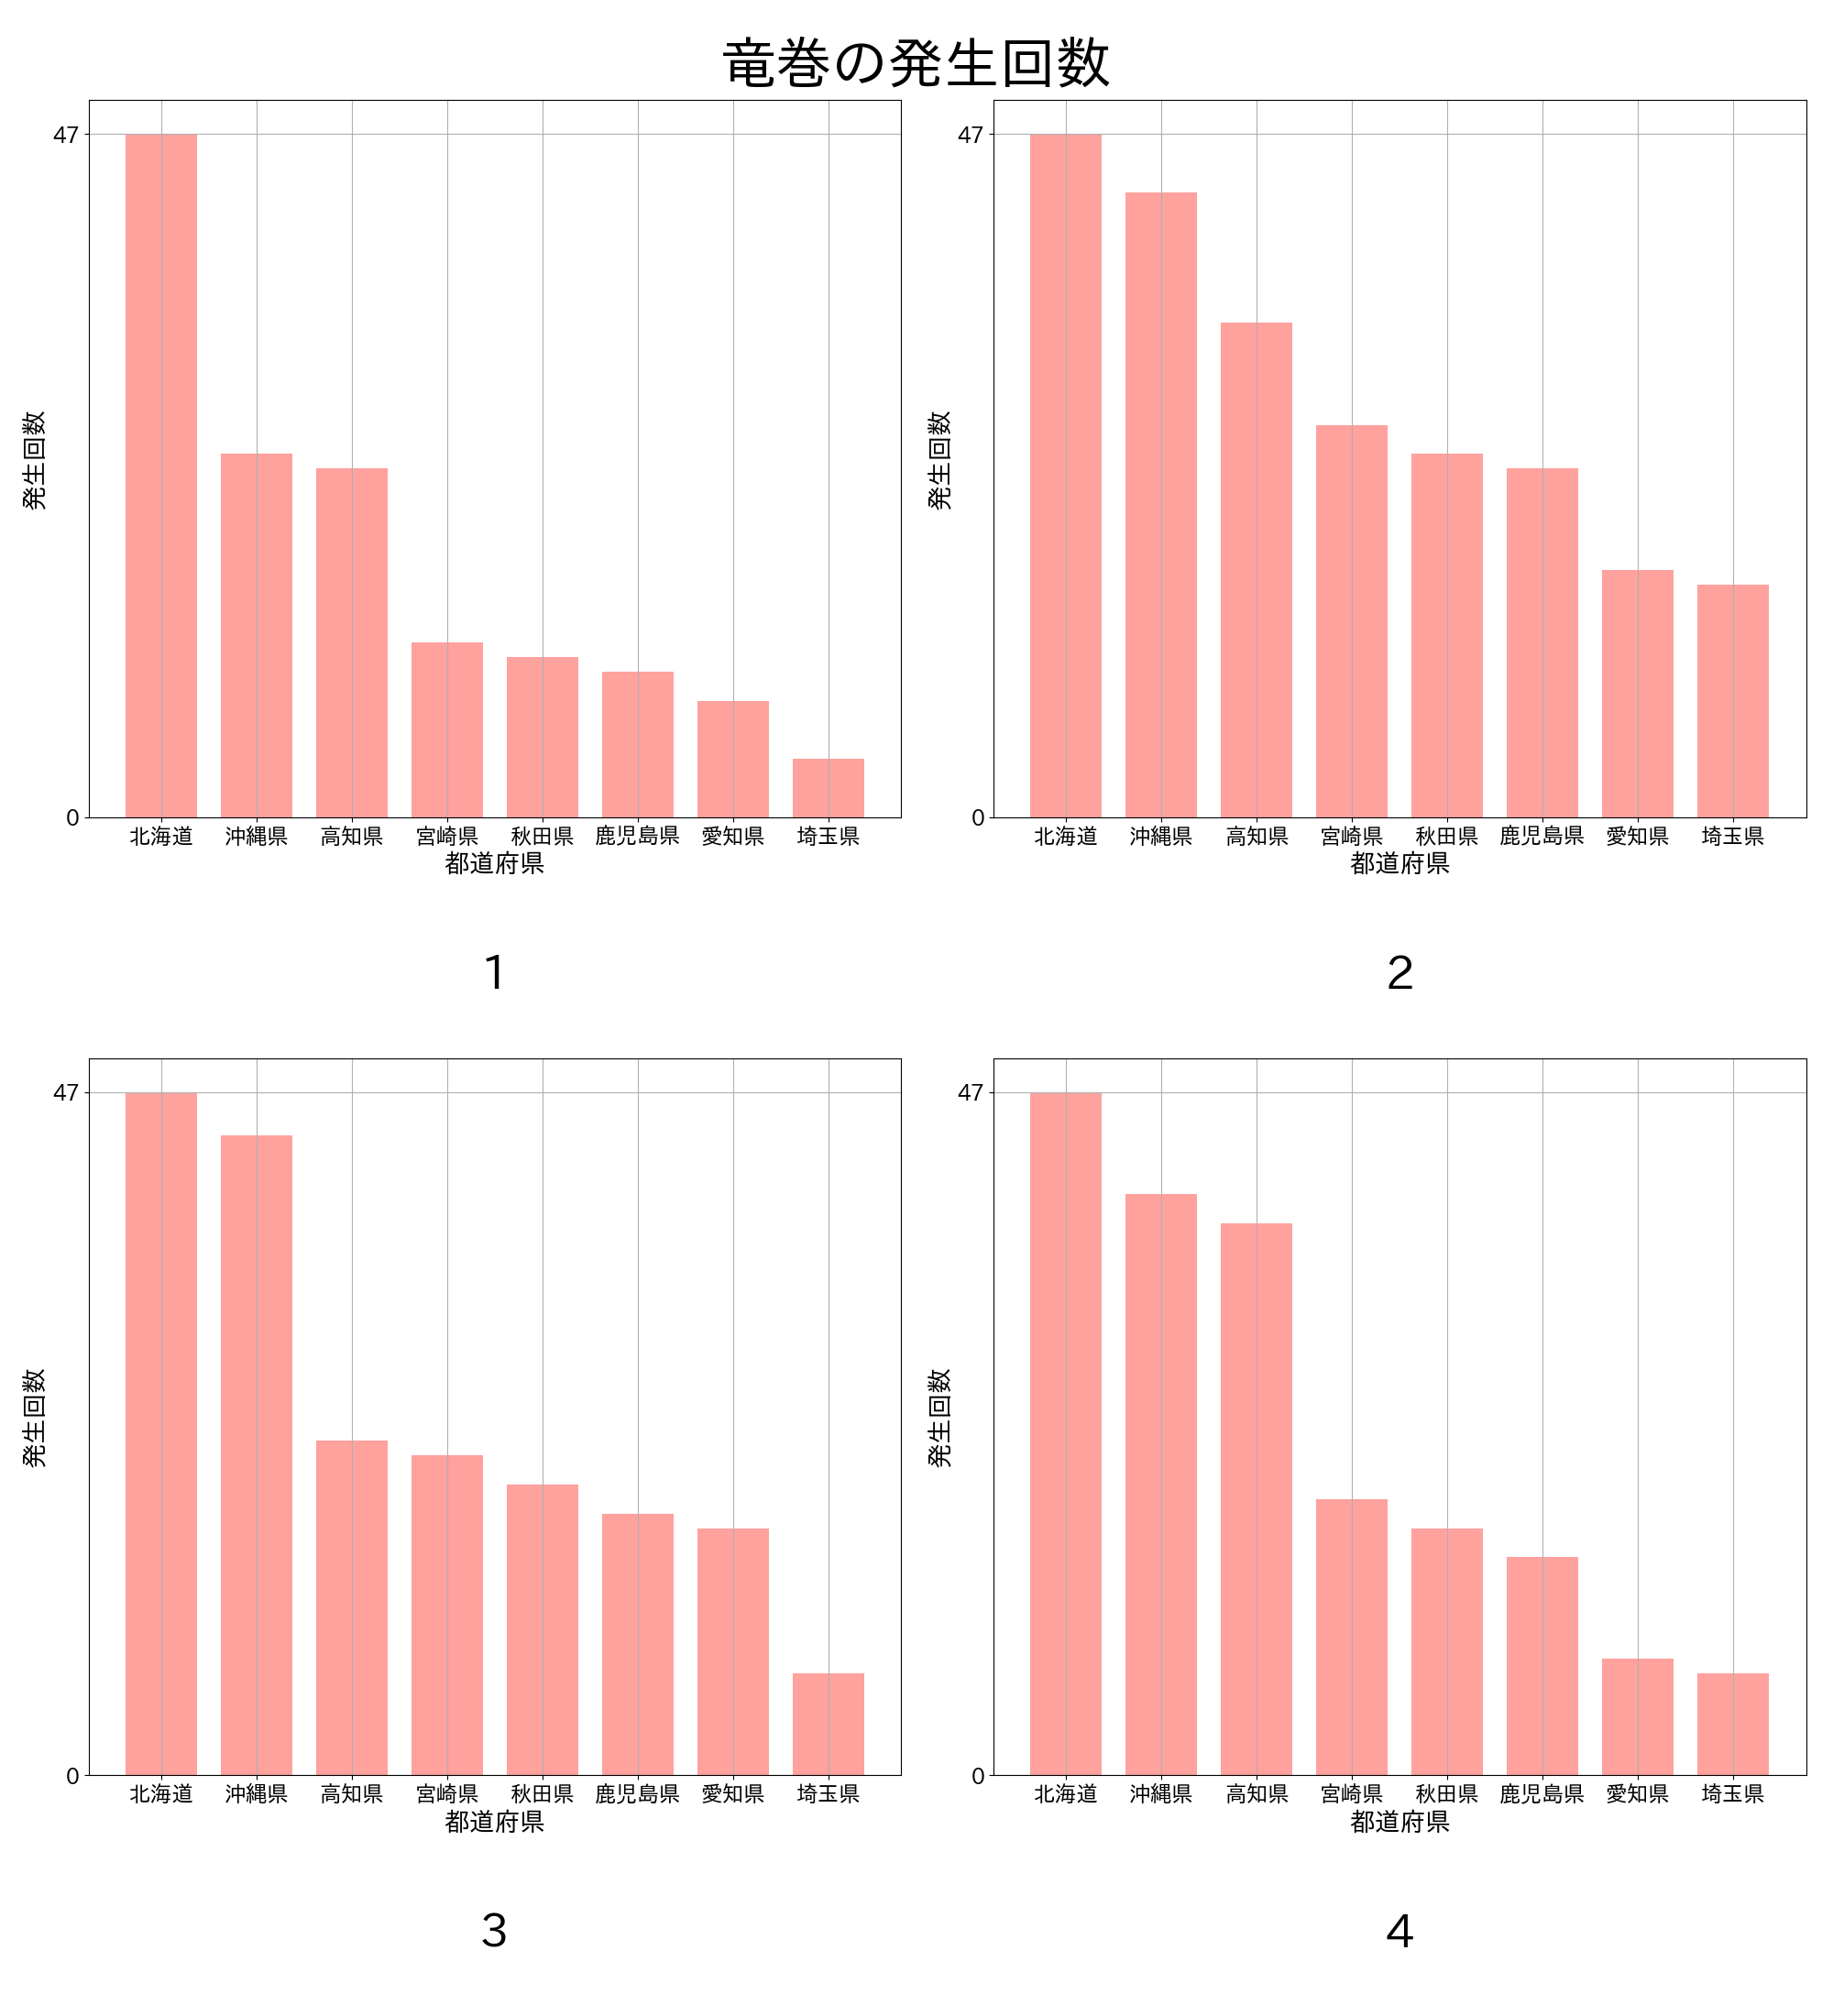 竜巻の発生回数
47
発生回数
0
北海道 沖縄県 高知県 宮崎県 秋田県 鹿児島県 愛知県 埼玉県
都道府県
1
47
発生回数
0
北海道 沖縄県 高知県 宮崎県 秋田県 鹿児島県 愛知県 埼玉県
都道府県
2
47
発生回数
0
北海道 沖縄県 高知県 宮崎県 秋田県 鹿児島県 愛知県 埼玉県
都道府県
3
47
発生回数
0
北海道 沖縄県 高知県 宮崎県 秋田県 鹿児島県 愛知県 埼玉県
都道府県
4